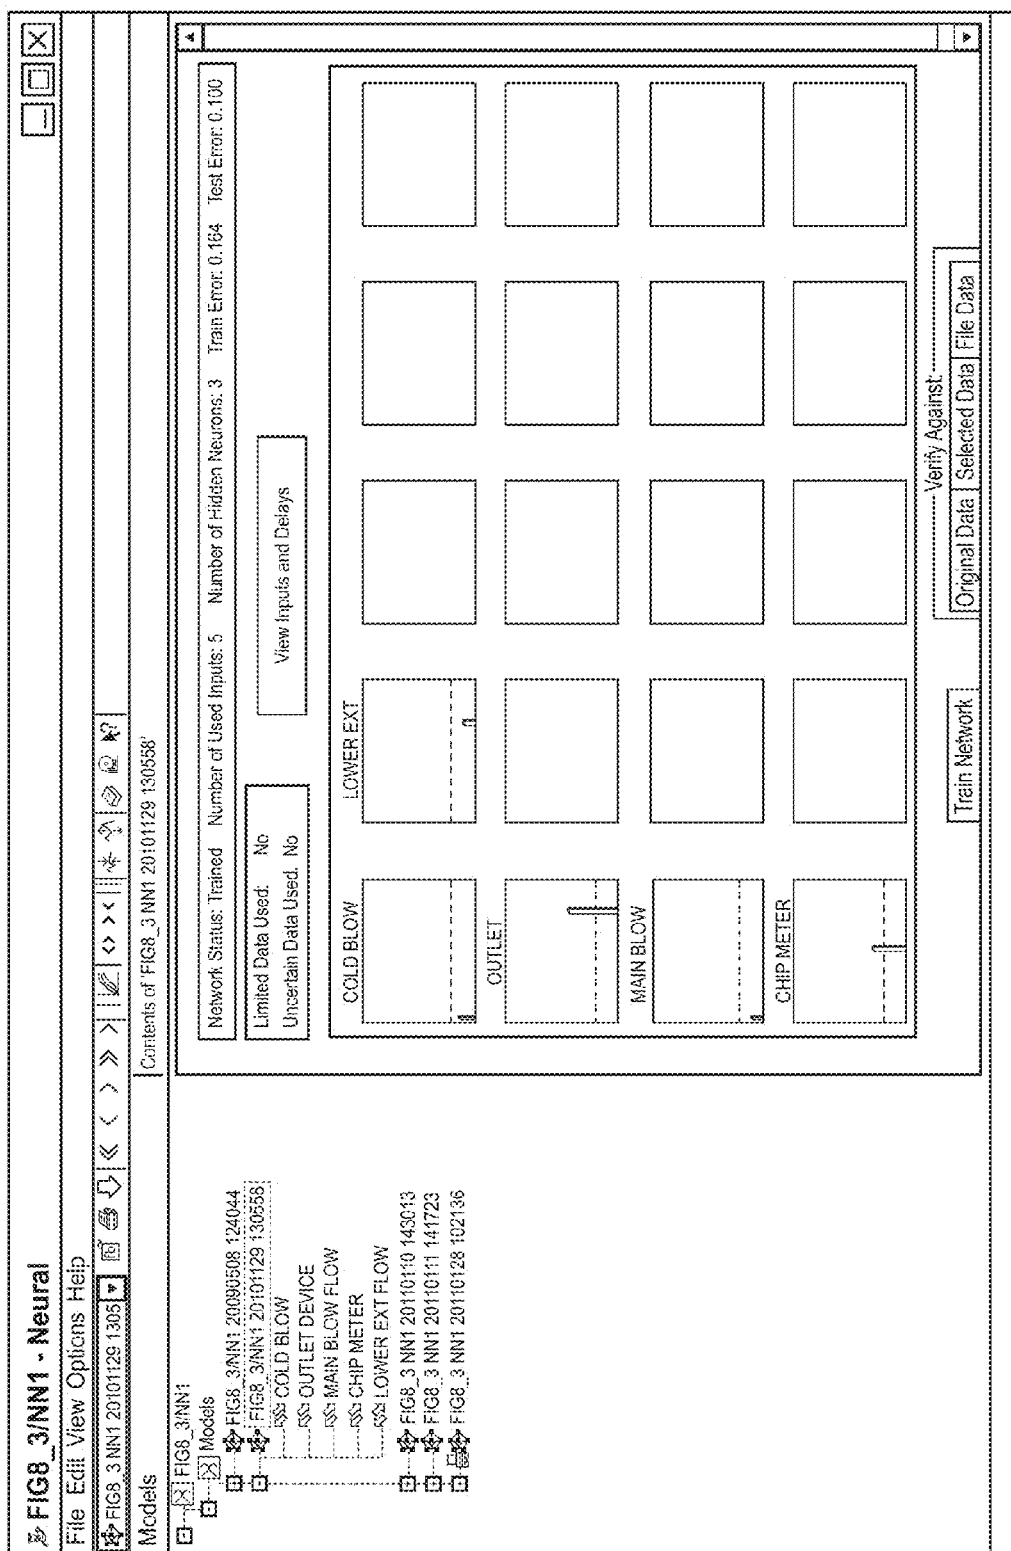 FIG8_3/NN1 - Neural
File Edit View Options Help
FIG8_3 NN1 20101129 1305
Models
Contents of 'FIG8_3 NN1 20101129 130558'
FIG8_3/NN1
Models
FIG8_3/NN1 20090508 124044
FIG8_3/NN1 20101129 130558
COLD BLOW
OUTLET DEVICE
MAIN BLOW FLOW
CHIP METER
LOWER EXT FLOW
FIG8_3 NN1 20110110 143013
FIG8_3 NN1 20110111 141723
FIG8_3 NN1 20110128 102136
Network Status: Trained Number of Used Inputs: 5 Number of Hidden Neurons: 3 Train Error: 0.164 Test Error: 0.100
Limited Data Used: No
Uncertain Data Used: No
View Inputs and Delays
COLD BLOW
LOWER EXT
OUTLET
MAIN BLOW
CHIP METER
Train Network
Verify Against:
Original Data Selected Data File Data